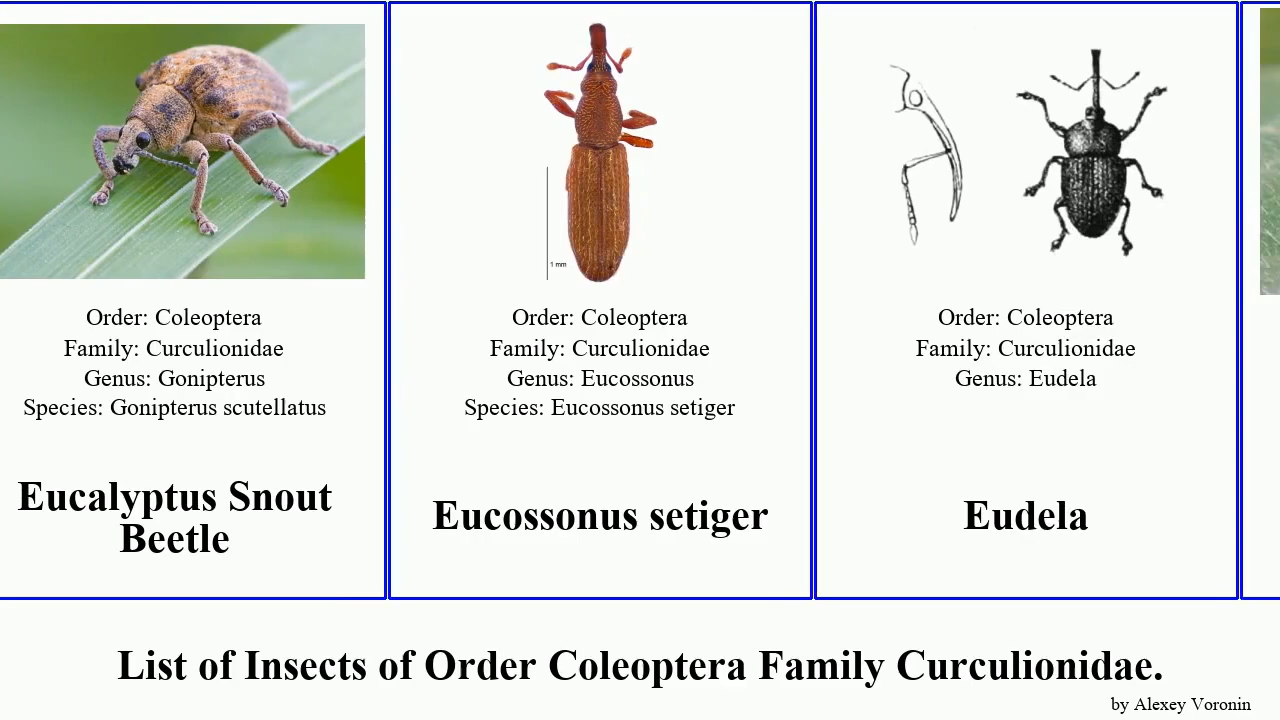 Order: Coleoptera
Family: Curculionidae
Genus: Gonipterus
Species: Gonipterus scutellatus
Eucalyptus Snout
Beetle
1 mm
Order: Coleoptera
Family: Curculionidae
Genus: Eucossonus
Species: Eucossonus setiger
Eucossonus setiger
Order: Coleoptera
Family: Curculionidae
Genus: Eudela
Eudela
List of Insects of Order Coleoptera Family Curculionidae.
by Alexey Voronin